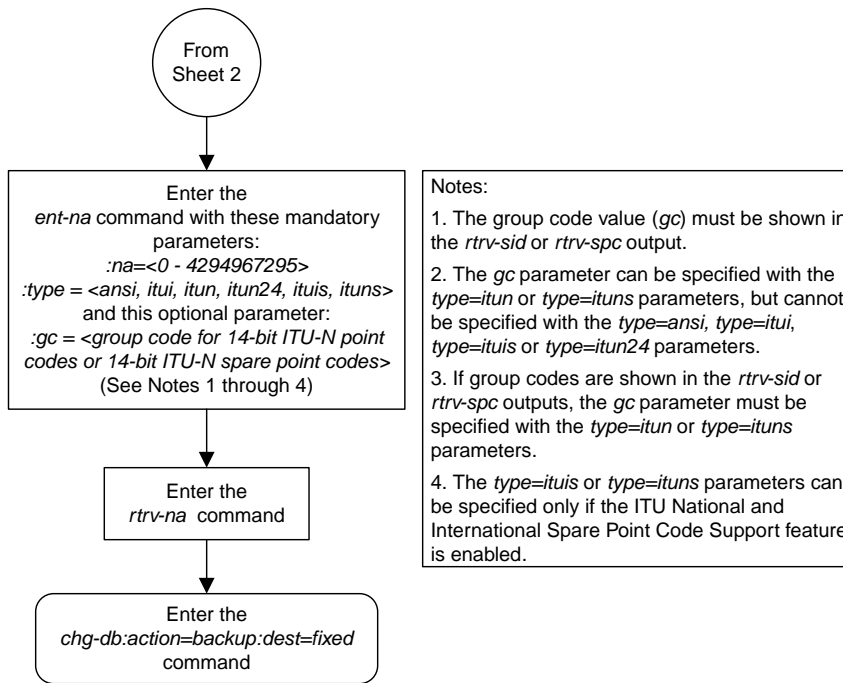 From
Sheet 2
Enter the
ent-na command with these mandatory
parameters:
:na=<0 - 4294967295>
:type = <ansi, itui, itun, itun24, ituis, ituns>
and this optional parameter:
:gc = <group code for 14-bit ITU-N point
codes or 14-bit ITU-N spare point codes>
(See Notes 1 through 4)
Enter the
rtrv-na command
Enter the
chg-db:action=backup:dest=fixed
command
Notes:
1. The group code value (gc) must be shown in
the rtrv-sid or rtrv-spc output.
2. The gc parameter can be specified with the
type=itun or type=ituns parameters, but cannot
be specified with the type=ansi, type=itui,
type=ituis or type=itun24 parameters.
3. If group codes are shown in the rtrv-sid or
rtrv-spc outputs, the gc parameter must be
specified with the type=itun or type=ituns
parameters.
4. The type=ituis or type=ituns parameters can
be specified only if the ITU National and
International Spare Point Code Support feature
is enabled.